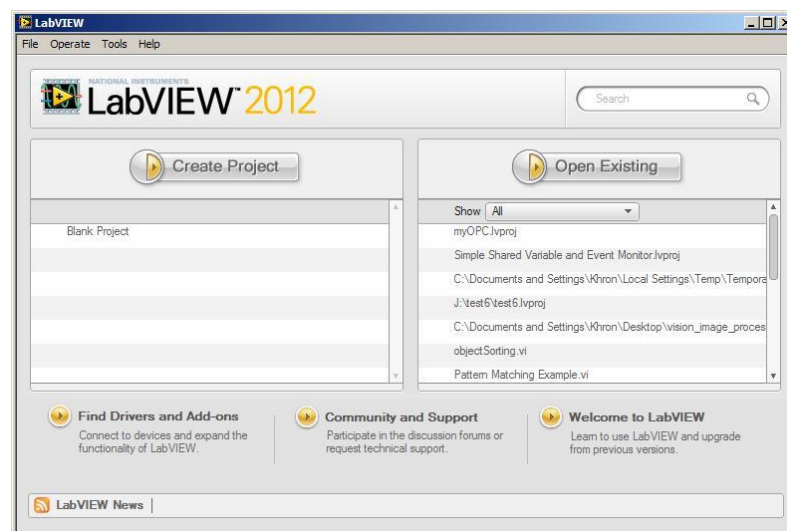 LabVIEW
File Operate Tools Help
NATIONAL INSTRUMENTS
LabVIEW™ 2012
Search
Create Project
Blank Project
Open Existing
Show All
myOPC.lvproj
Simple Shared Variable and Event Monitor.lvproj
C:\Documents and Settings\Khron\Local Settings\Temp\Tempora
J:\test6\test6.lvproj
C:\Documents and Settings\Khron\Desktop\vision_image_proces
objectSorting.vi
Pattern Matching Example.vi
Find Drivers and Add-ons
Connect to devices and expand the
functionality of LabVIEW.
Community and Support
Participate in the discussion forums or
request technical support.
Welcome to LabVIEW
Learn to use LabVIEW and upgrade
from previous versions.
LabVIEW News